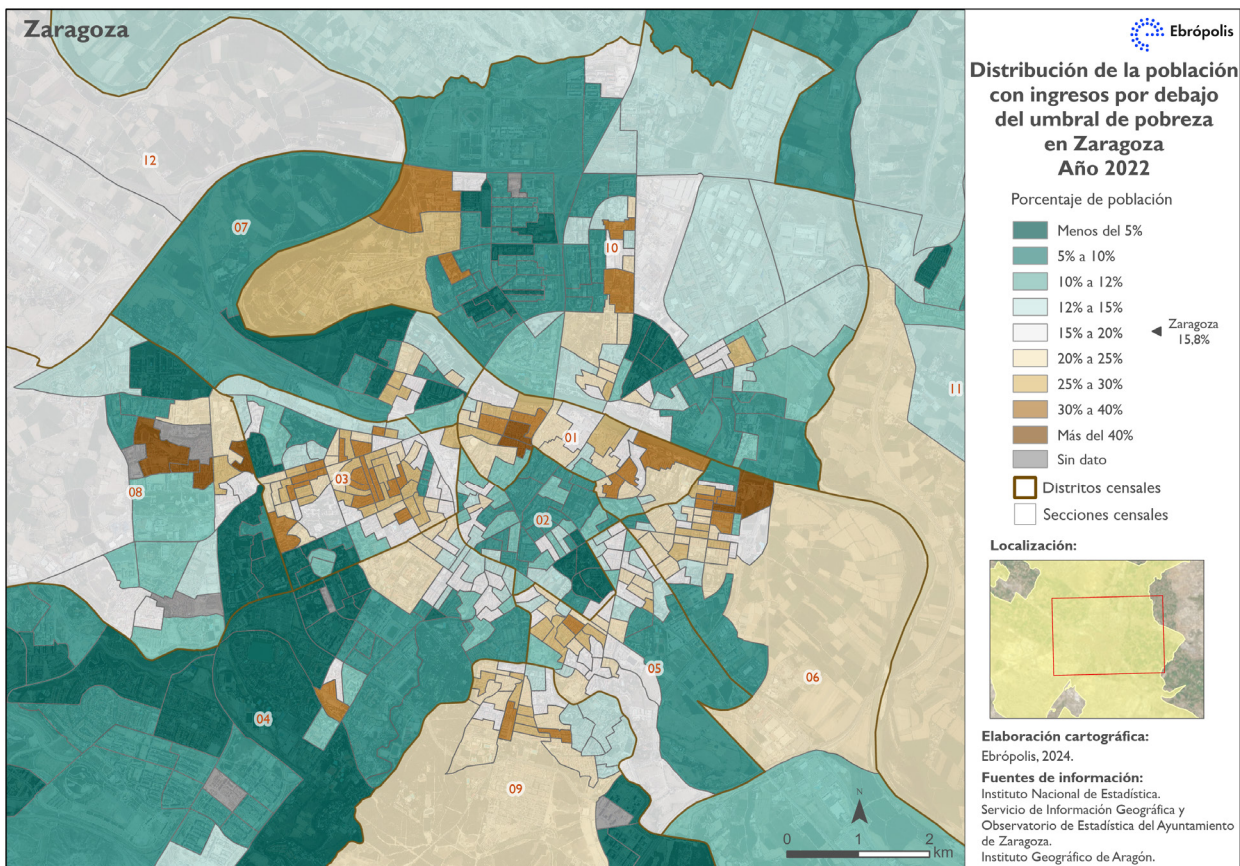 Zaragoza
Ebrópolis
Distribución de la población
con ingresos por debajo
del umbral de pobreza
en Zaragoza
Año 2022
Porcentaje de población
Menos del 5%
5% a 10%
10% a 12%
12% a 15%
15% a 20%
Zaragoza
15,8%
20% a 25%
25% a 30%
30% a 40%
Más del 40%
Sin dato
Distritos censales
Secciones censales
Localización:
Elaboración cartográfica:
Ebrópolis, 2024.
Fuentes de información:
Instituto Nacional de Estadística.
Servicio de Información Geográfica y
Observatorio de Estadística del Ayuntamiento
de Zaragoza.
Instituto Geográfico de Aragón.
12
07
10
11
01
03
08
02
05
06
04
09
N
0 1 2
km